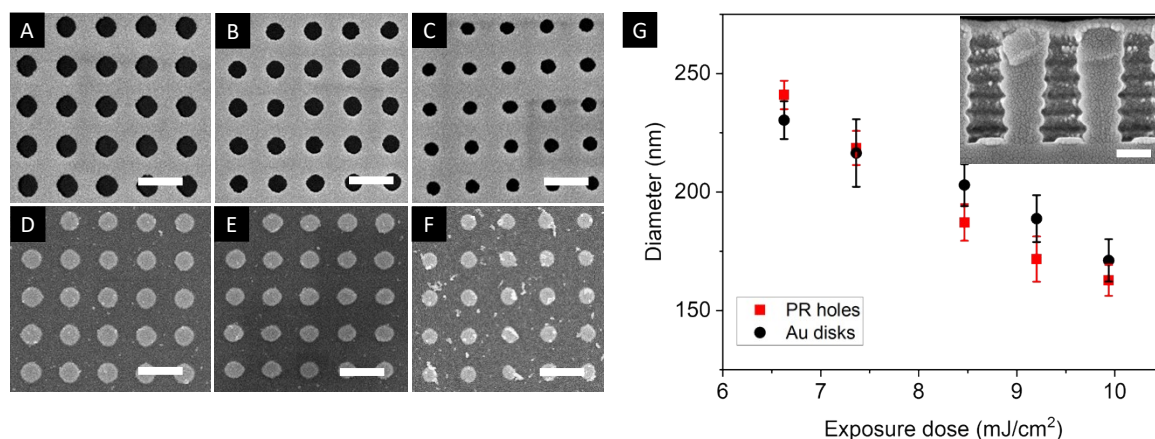 A
B
C
D
E
F
G
Diameter (nm)
250
200
150
PR holes
Au disks
6
7
8
9
10
Exposure dose (mJ/cm²)